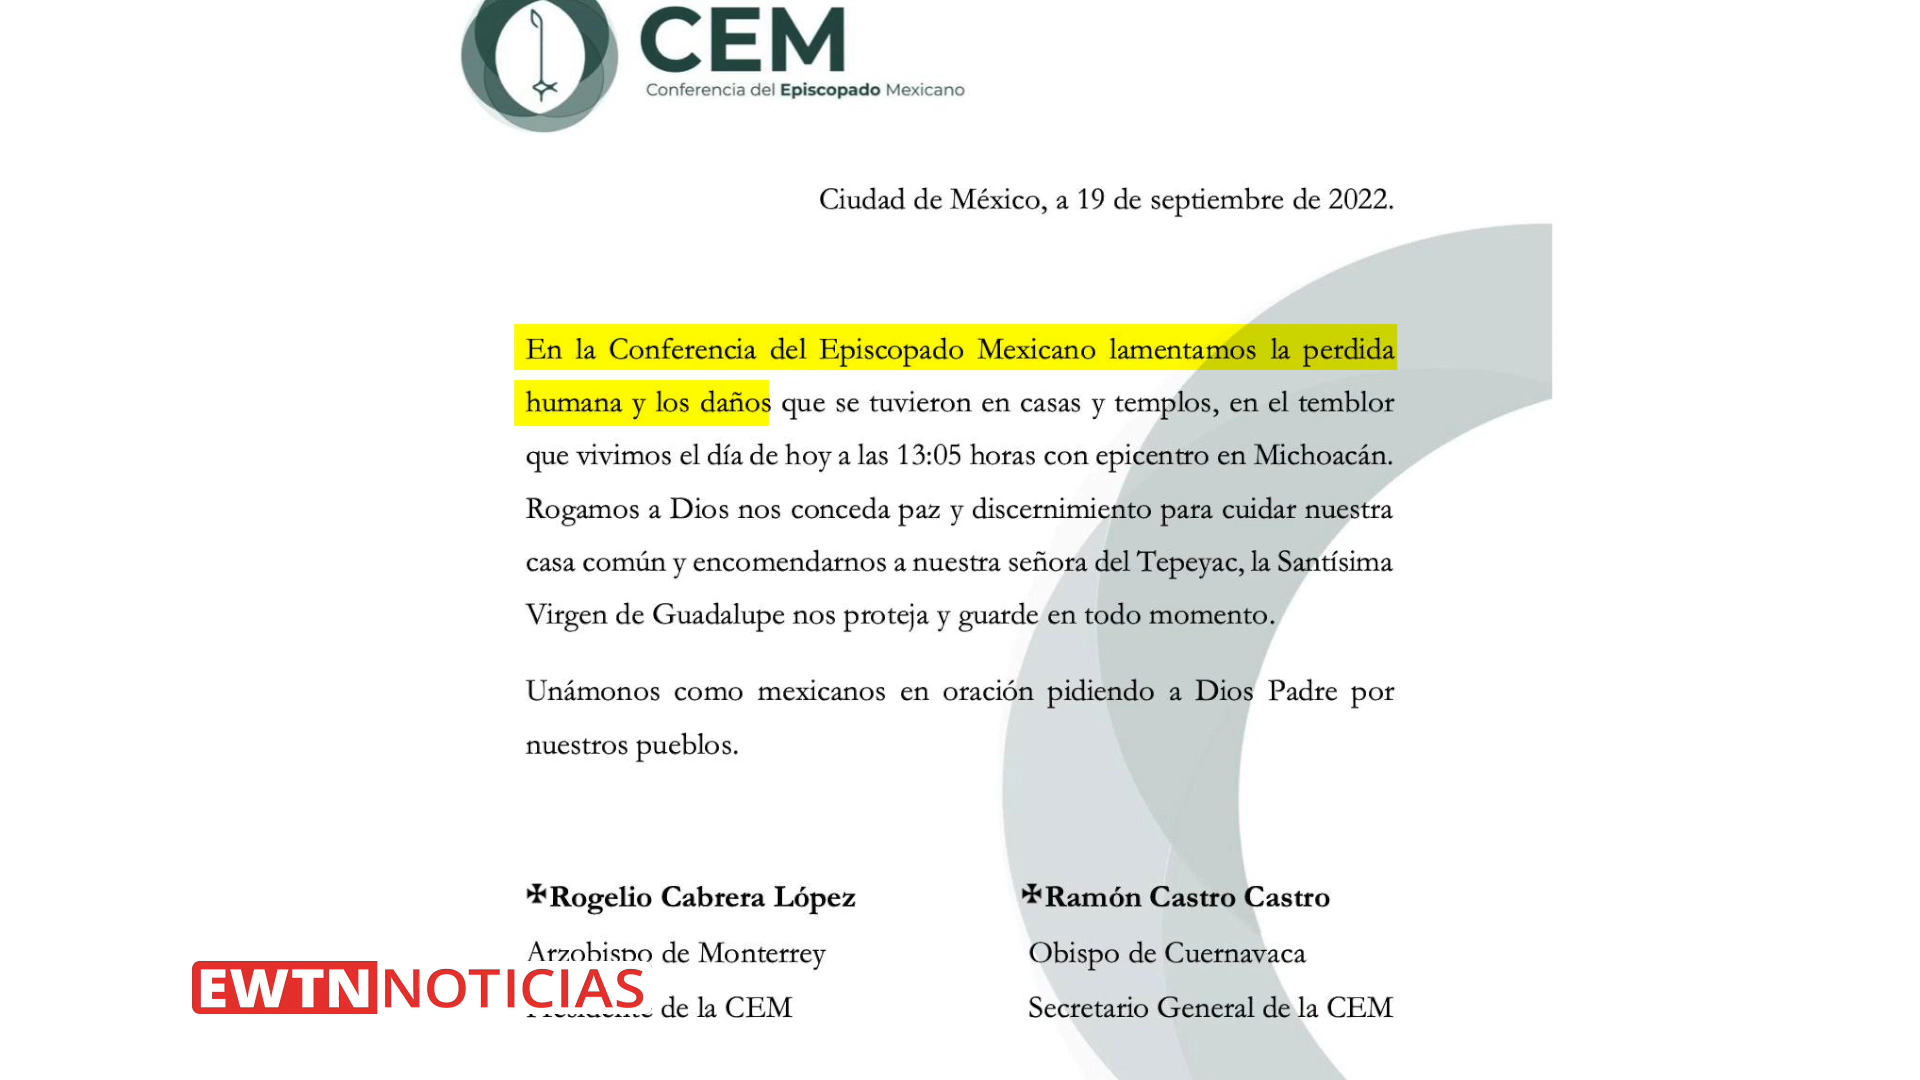 CEM
Conferencia del Episcopado Mexicano
Ciudad de México, a 19 de septiembre de 2022.
En la Conferencia del Episcopado Mexicano lamentamos la perdida
humana y los daños que se tuvieron en casas y templos, en el temblor
que vivimos el día de hoy a las 13:05 horas con epicentro en Michoacán.
Rogamos a Dios nos conceda paz y discernimiento para cuidar nuestra
casa común y encomendarnos a nuestra señora del Tepeyac, la Santísima
Virgen de Guadalupe nos proteja y guarde en todo momento.
Unámonos como mexicanos en oración pidiendo a Dios Padre por
nuestros pueblos.
✠Rogelio Cabrera López
Arzobispo de Monterrey
Presidente de la CEM
✠Ramón Castro Castro
Obispo de Cuernavaca
Secretario General de la CEM
EWTN NOTICIAS